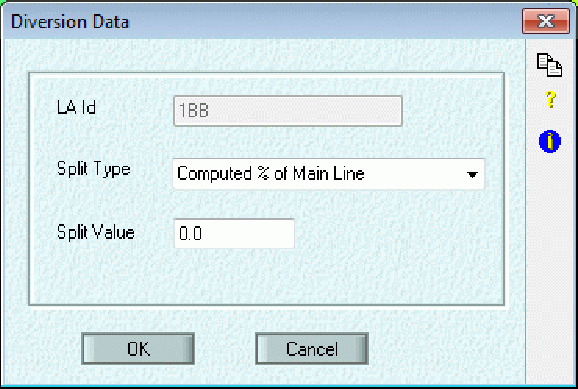 Diversion Data
LA Id
1BB
Split Type
Computed % of Main Line
Split Value
0.0
OK
Cancel